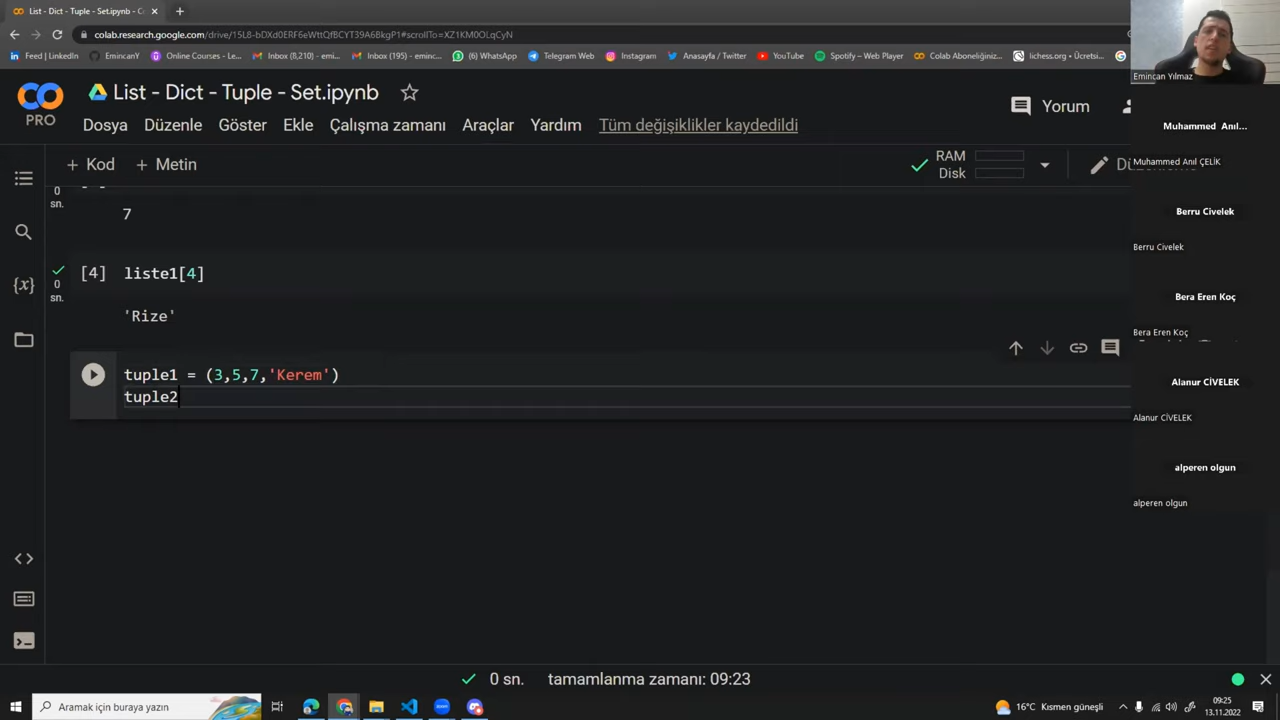 List - Dict - Tuple - Set.ipynb - C
colab.research.google.com/drive/15L8-bDXd0ERF6eWttQfBCYT39A6BkgP1#scrollTo=XZ1KM0OLqCyN
Feed | LinkedIn
EmincanY
Online Courses - Le...
Inbox (8,210) - eminc...
Inbox (195) - eminc...
(6) WhatsApp
Telegram Web
Instagram
Anasayfa / Twitter
YouTube
Spotify – Web Player
Colab Aboneliğiniz...
lichess.org • Ücretsi...
CO
PRO
List - Dict - Tuple - Set.ipynb
Yorum
Dosya Düzenle Göster Ekle Çalışma zamanı Araçlar Yardım Tüm değişiklikler kaydedildi
+ Kod + Metin
RAM
Disk
0
sn.
7
[4] liste1[4]
0
sn.
'Rize'
tuple1 = (3,5,7,'Kerem')
tuple2
{x}
Emincan Yılmaz
Muhammed Anıl...
Muhammed Anıl ÇELİK
Berru Civelek
Berru Civelek
Bera Eren Koç
Bera Eren Koç
Alanur CİVELEK
Alanur CİVELEK
alperen olgun
alperen olgun
0 sn. tamamlanma zamanı: 09:23
Aramak için buraya yazın
16°C Kısmen güneşli
09:25
13.11.2022